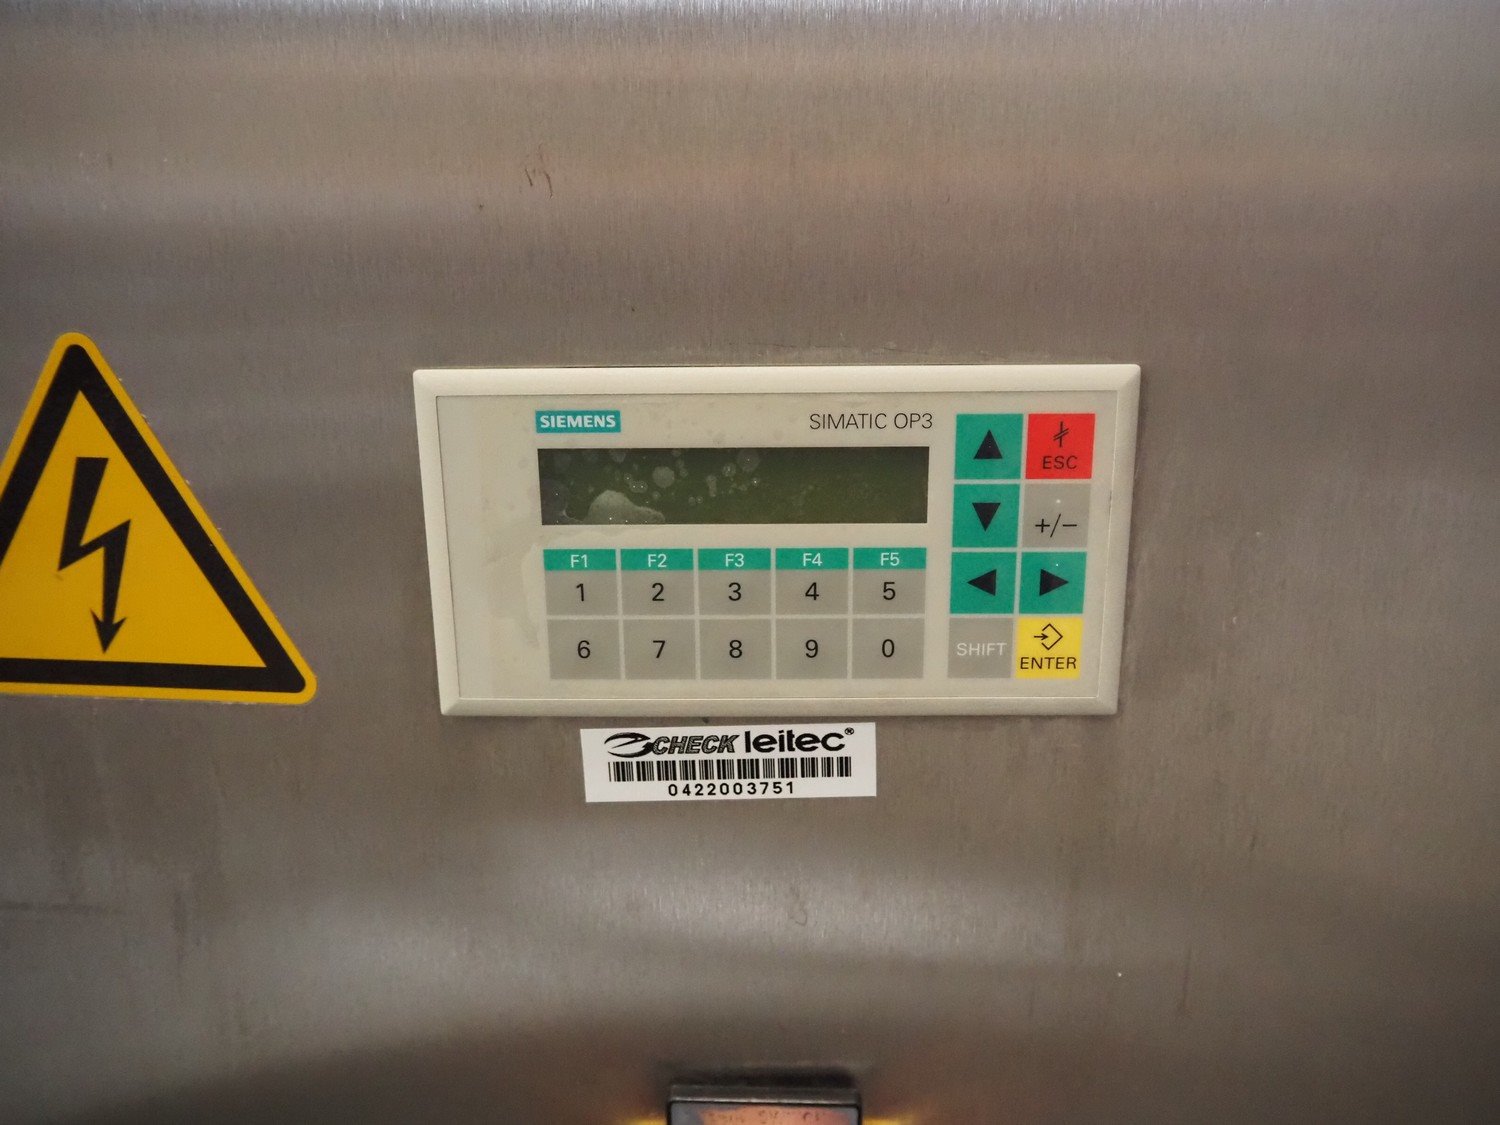 SIEMENS
SIMATIC OP3
ESC
+/−
F1 F2 F3 F4 F5
1 2 3 4 5
6 7 8 9 0
SHIFT
ENTER
CHECK leitec®
0422003751